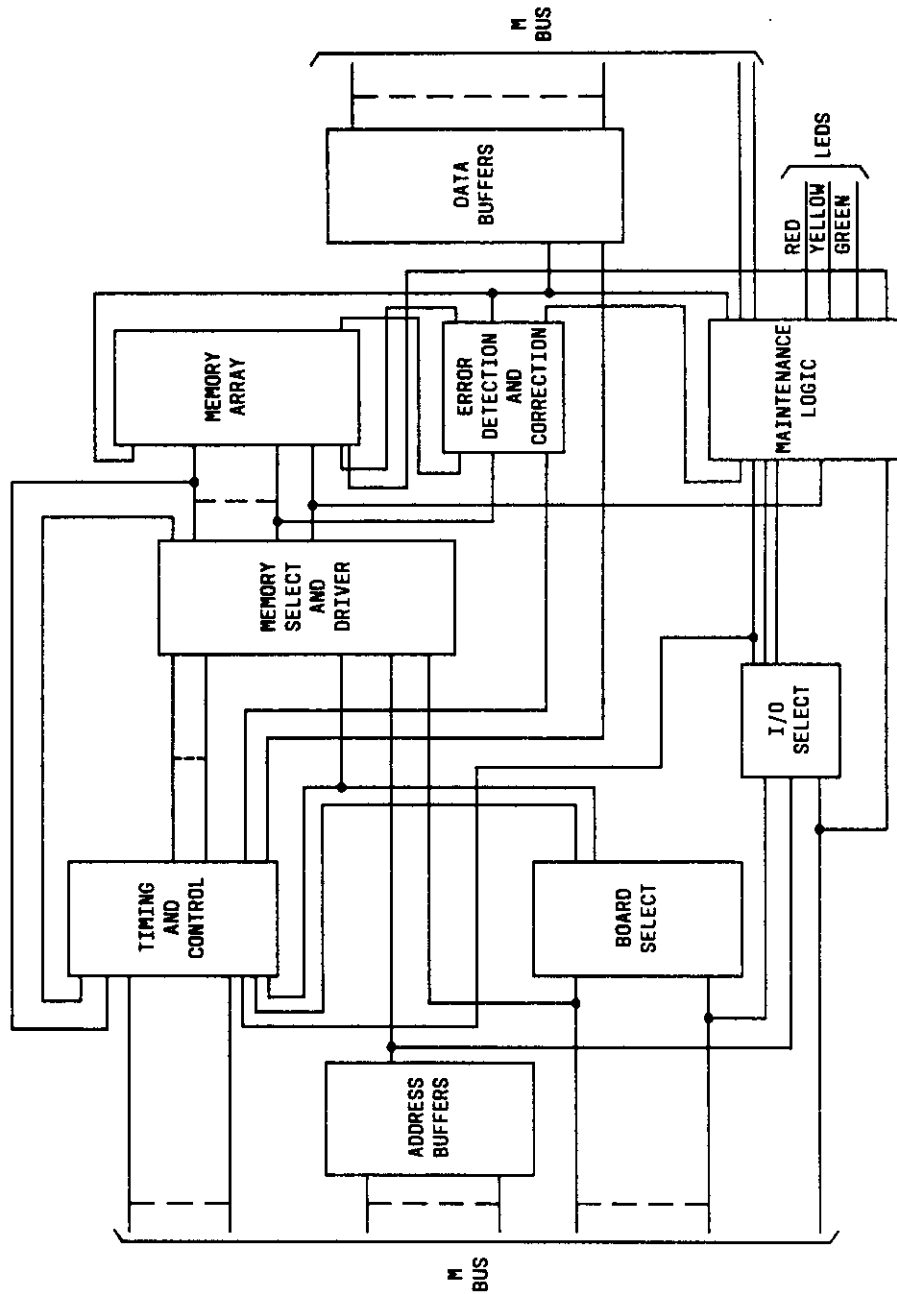 M
BUS
TIMING
AND
CONTROL
ADDRESS
BUFFERS
BOARD
SELECT
MEMORY
SELECT
AND
DRIVER
I/O
SELECT
MEMORY
ARRAY
ERROR
DETECTION
AND
CORRECTION
MAINTENANCE
LOGIC
DATA
BUFFERS
RED
YELLOW
GREEN
LEDS
M
BUS